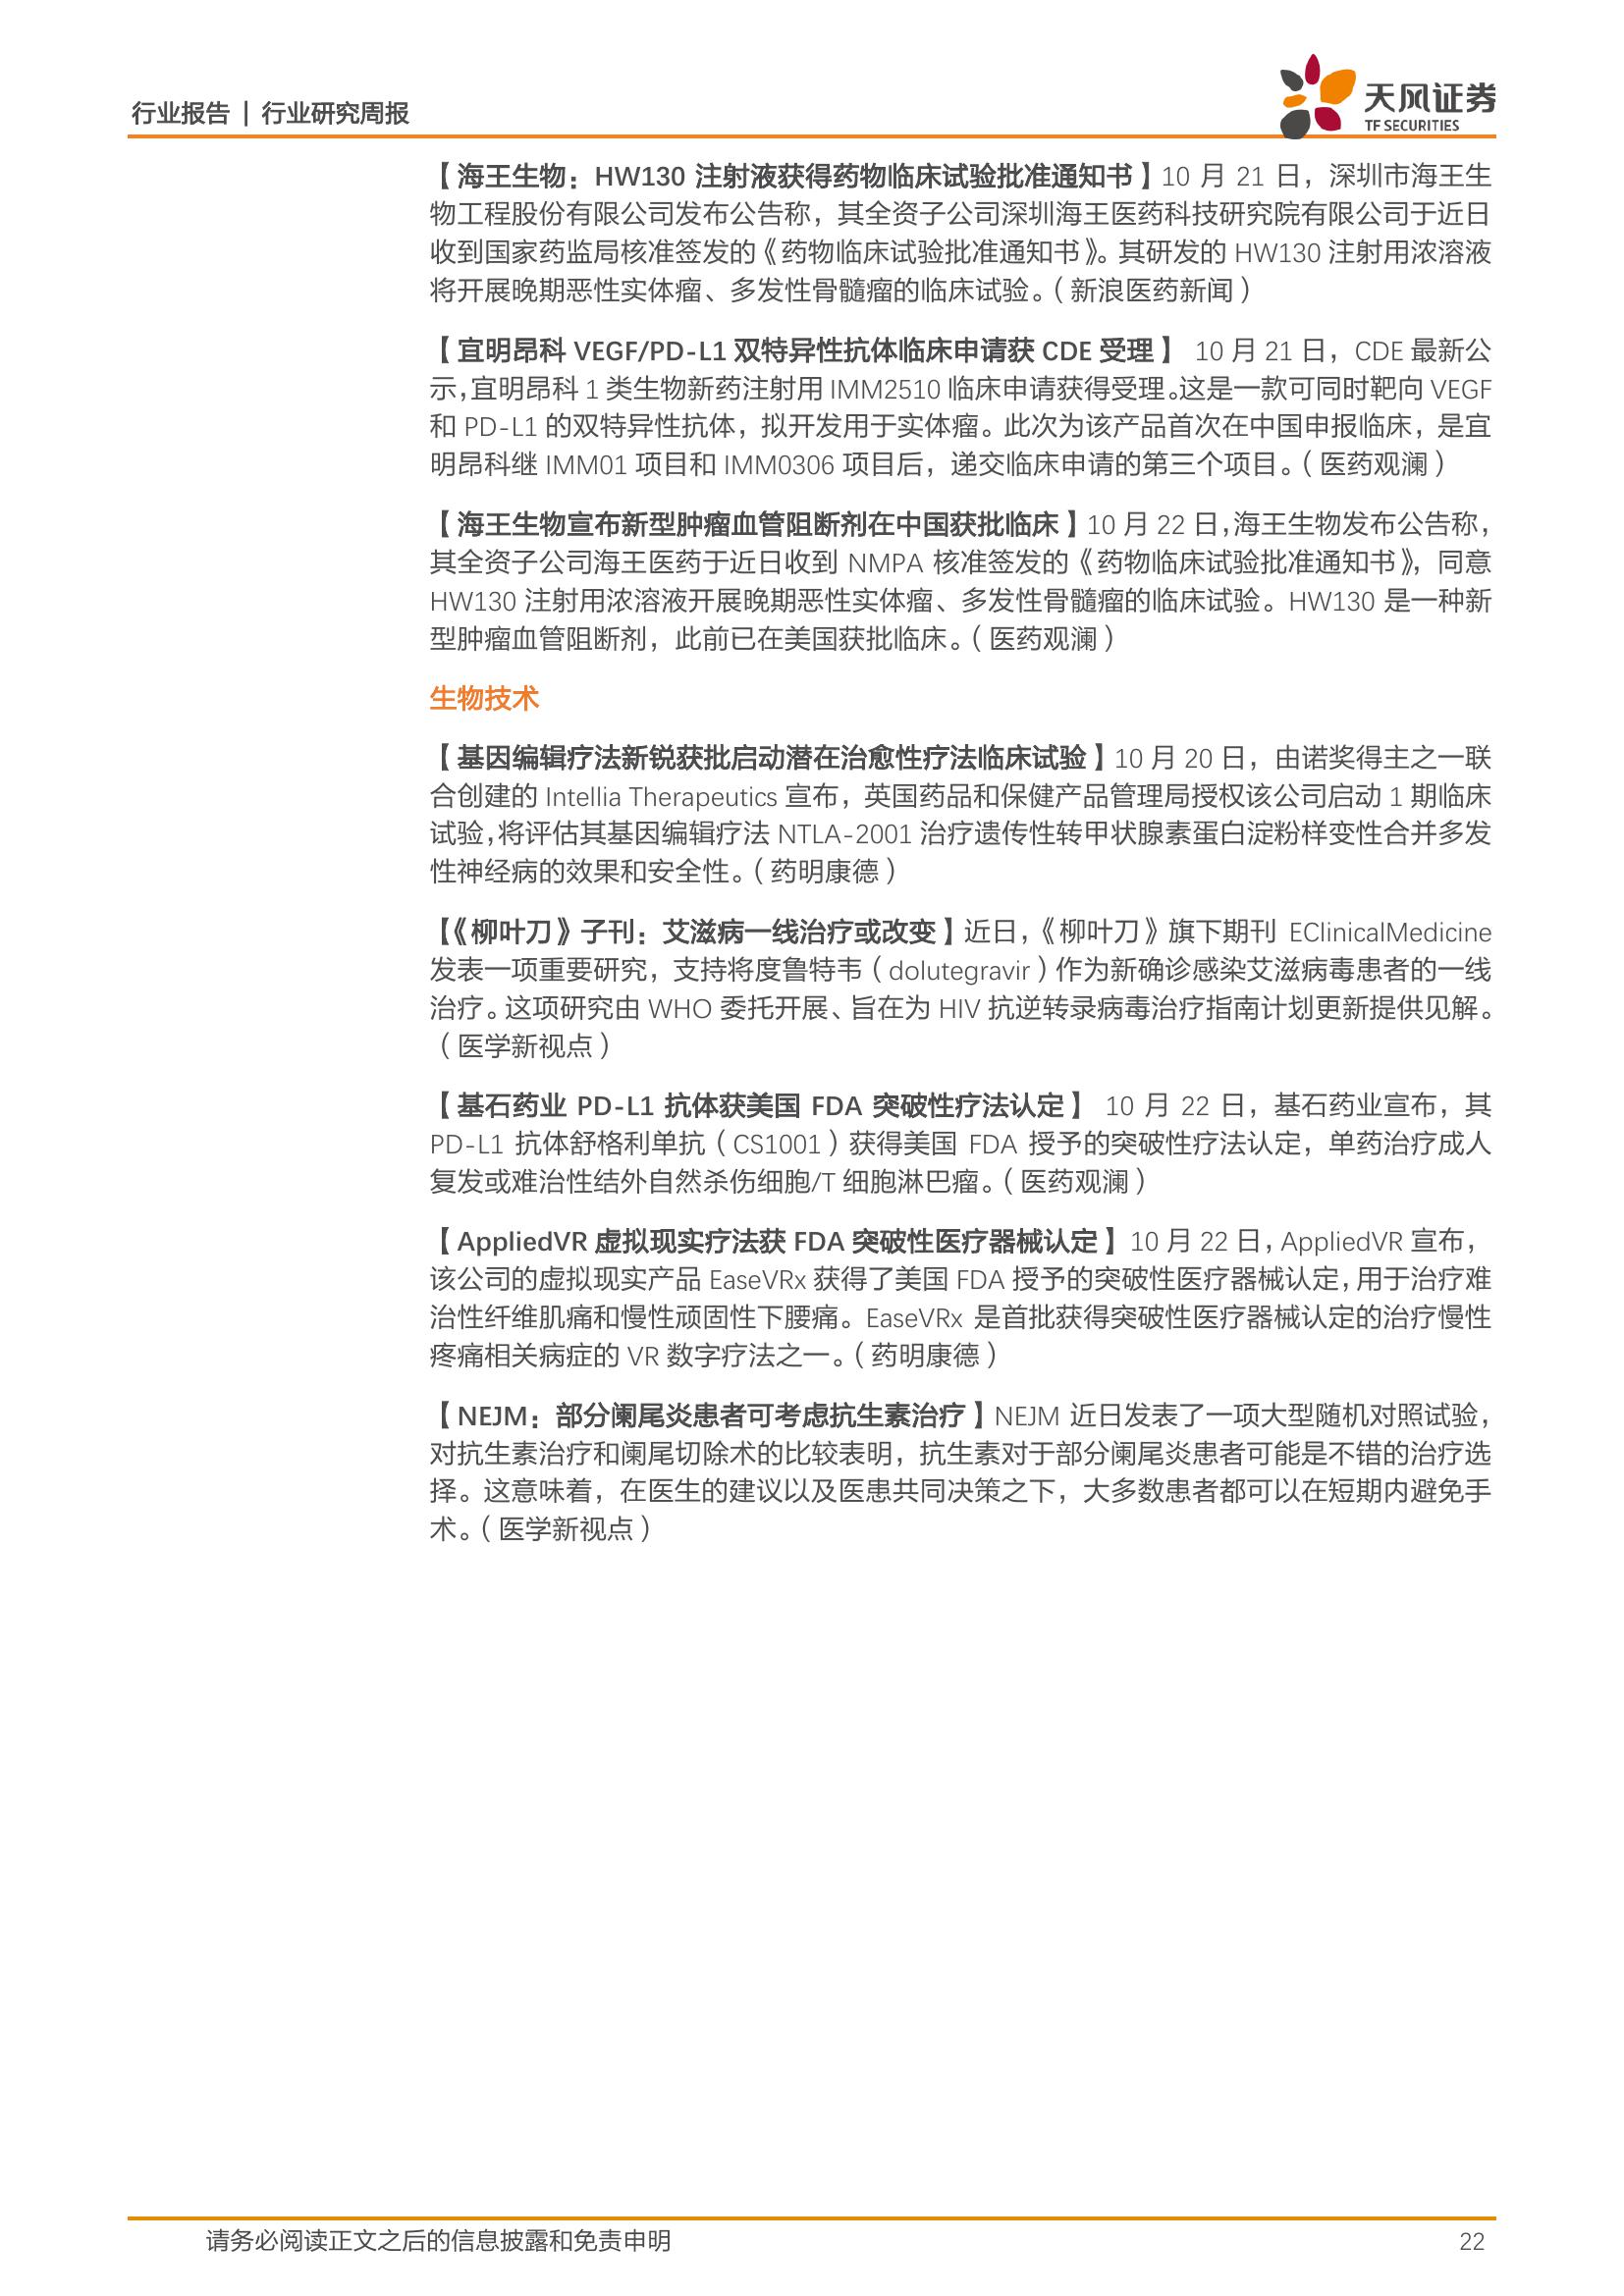 行业报告 | 行业研究周报
天风证券
TF SECURITIES
【海王生物：HW130 注射液获得药物临床试验批准通知书】10 月 21 日，深圳市海王生
物工程股份有限公司发布公告称，其全资子公司深圳海王医药科技研究院有限公司于近日
收到国家药监局核准签发的《药物临床试验批准通知书》。其研发的 HW130 注射用浓溶液
将开展晚期恶性实体瘤、多发性骨髓瘤的临床试验。（新浪医药新闻）
【宜明昂科 VEGF/PD-L1 双特异性抗体临床申请获 CDE 受理】 10 月 21 日，CDE 最新公
示，宜明昂科 1 类生物新药注射用 IMM2510 临床申请获得受理。这是一款可同时靶向 VEGF
和 PD-L1 的双特异性抗体，拟开发用于实体瘤。此次为该产品首次在中国申报临床，是宜
明昂科继 IMM01 项目和 IMM0306 项目后，递交临床申请的第三个项目。（医药观澜）
【海王生物宣布新型肿瘤血管阻断剂在中国获批临床】10 月 22 日，海王生物发布公告称，
其全资子公司海王医药于近日收到 NMPA 核准签发的《药物临床试验批准通知书》，同意
HW130 注射用浓溶液开展晚期恶性实体瘤、多发性骨髓瘤的临床试验。HW130 是一种新
型肿瘤血管阻断剂，此前已在美国获批临床。（医药观澜）
生物技术
【基因编辑疗法新锐获批启动潜在治愈性疗法临床试验】10 月 20 日，由诺奖得主之一联
合创建的 Intellia Therapeutics 宣布，英国药品和保健产品管理局授权该公司启动 1 期临床
试验，将评估其基因编辑疗法 NTLA-2001 治疗遗传性转甲状腺素蛋白淀粉样变性合并多发
性神经病的效果和安全性。（药明康德）
【《柳叶刀》子刊：艾滋病一线治疗或改变】近日，《柳叶刀》旗下期刊 EClinicalMedicine
发表一项重要研究，支持将度鲁特韦（dolutegravir）作为新确诊感染艾滋病毒患者的一线
治疗。这项研究由 WHO 委托开展、旨在为 HIV 抗逆转录病毒治疗指南计划更新提供见解。
（医学新视点）
【基石药业 PD-L1 抗体获美国 FDA 突破性疗法认定】 10 月 22 日，基石药业宣布，其
PD-L1 抗体舒格利单抗（CS1001）获得美国 FDA 授予的突破性疗法认定，单药治疗成人
复发或难治性结外自然杀伤细胞/T 细胞淋巴瘤。（医药观澜）
【AppliedVR 虚拟现实疗法获 FDA 突破性医疗器械认定】10 月 22 日，AppliedVR 宣布，
该公司的虚拟现实产品 EaseVRx 获得了美国 FDA 授予的突破性医疗器械认定，用于治疗难
治性纤维肌痛和慢性顽固性下腰痛。EaseVRx 是首批获得突破性医疗器械认定的治疗慢性
疼痛相关病症的 VR 数字疗法之一。（药明康德）
【NEJM：部分阑尾炎患者可考虑抗生素治疗】NEJM 近日发表了一项大型随机对照试验，
对抗生素治疗和阑尾切除术的比较表明，抗生素对于部分阑尾炎患者可能是不错的治疗选
择。这意味着，在医生的建议以及医患共同决策之下，大多数患者都可以在短期内避免手
术。（医学新视点）
请务必阅读正文之后的信息披露和免责申明
22